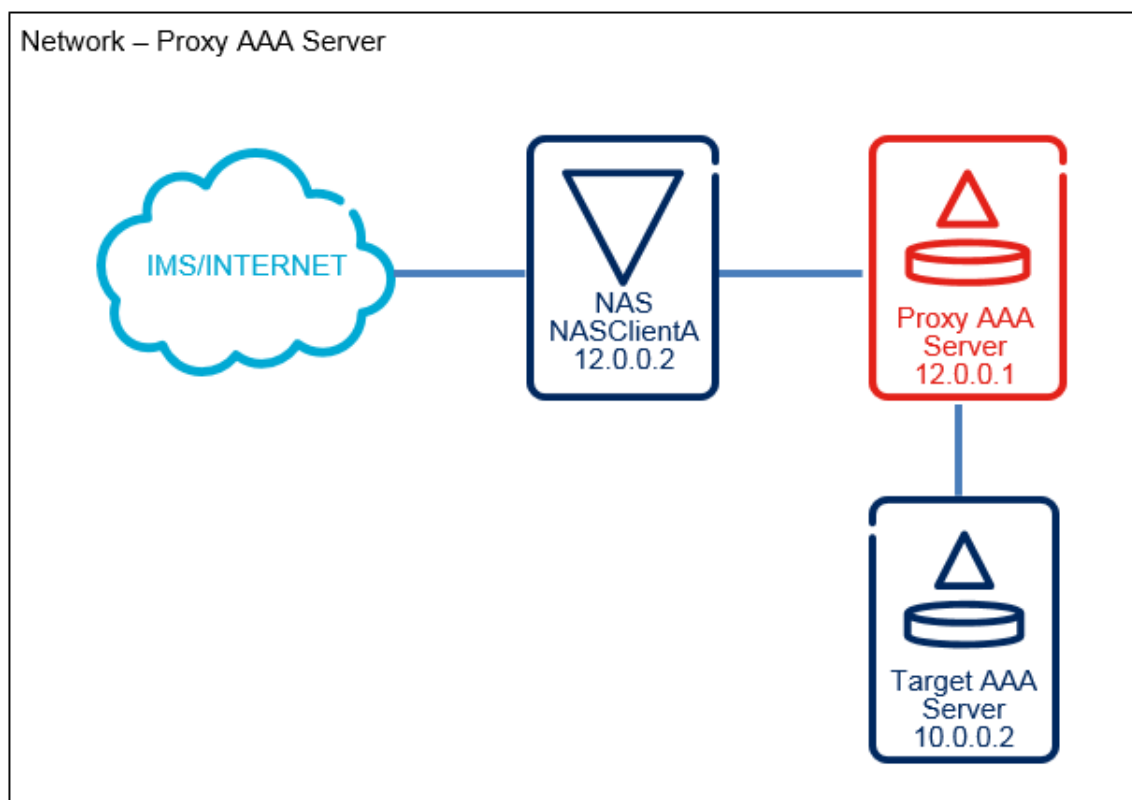 Network – Proxy AAA Server
IMS/INTERNET
NAS
NASClientA
12.0.0.2
Proxy AAA
Server
12.0.0.1
Target AAA
Server
10.0.0.2